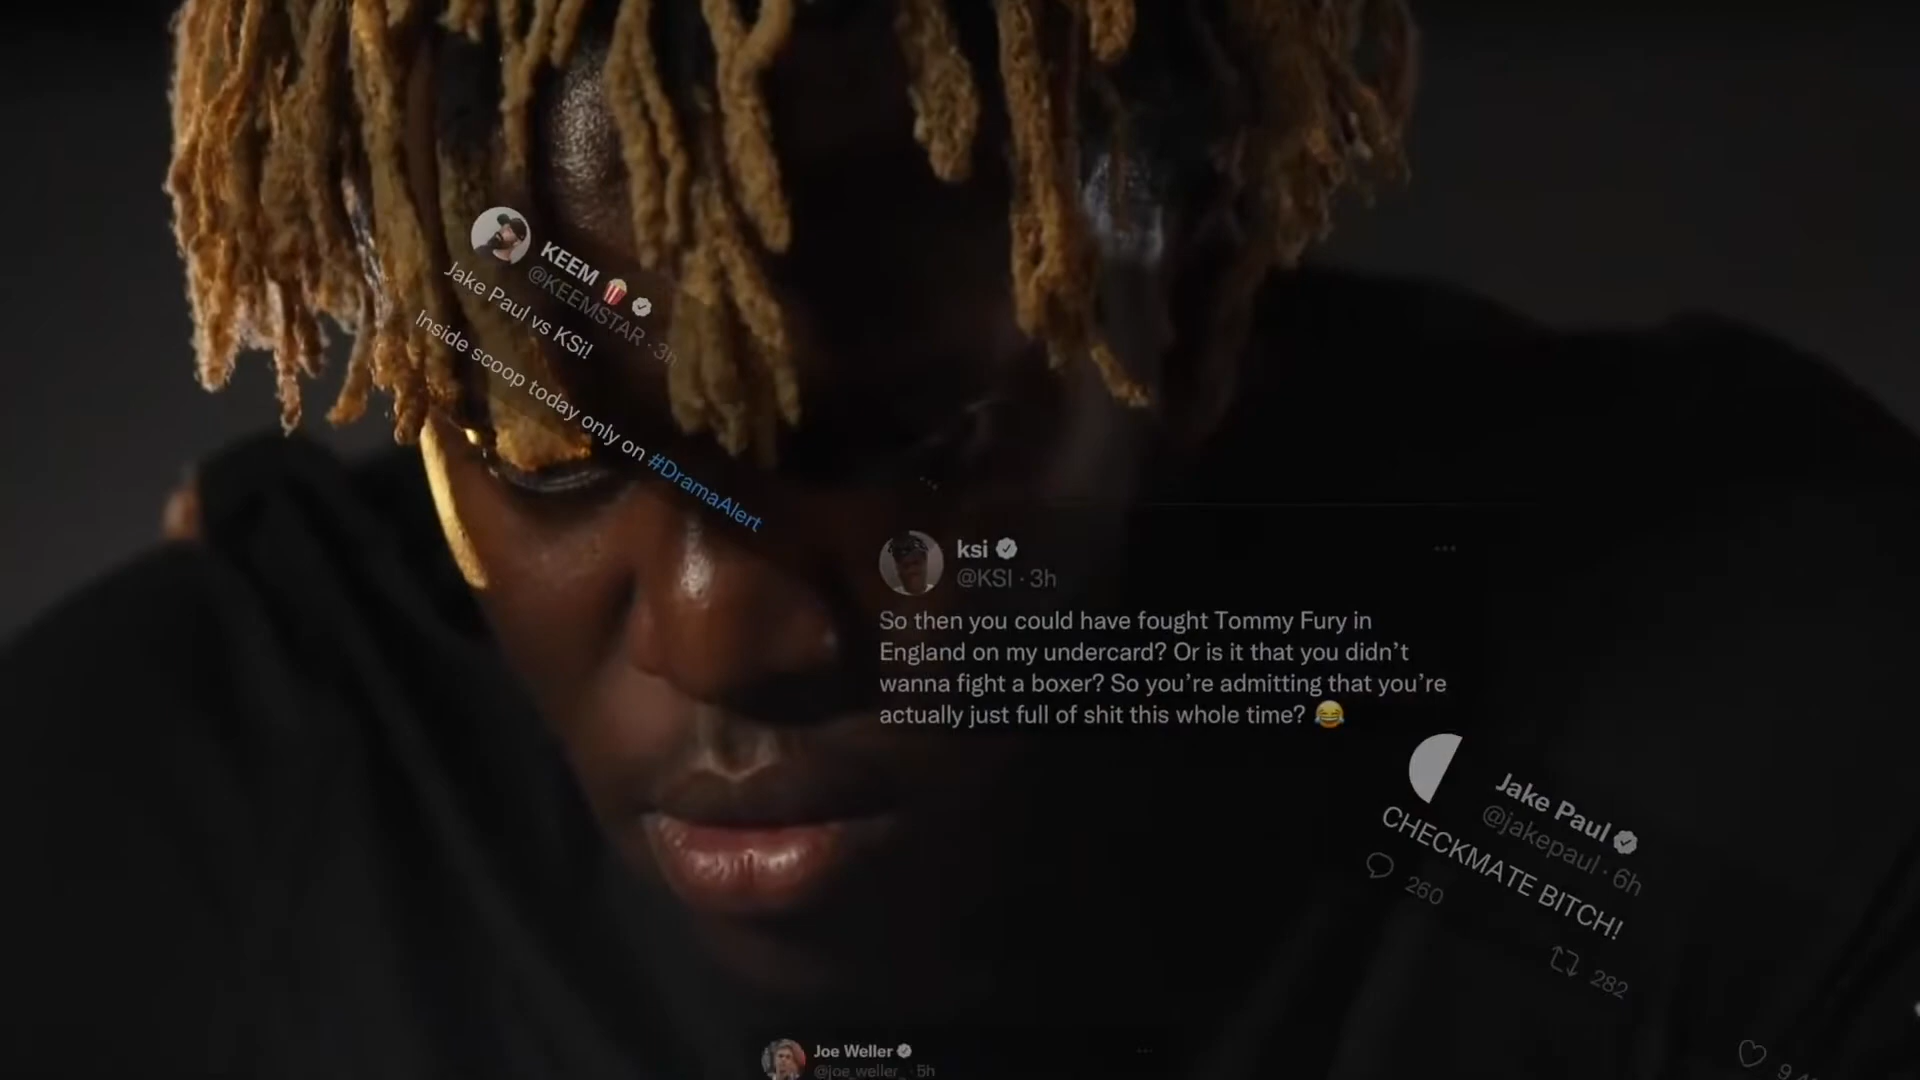 KEEM 🍿
@KEEMSTAR · 3h
Jake Paul vs KSi!
Inside scoop today only on #DramaAlert
ksi
@KSI · 3h
So then you could have fought Tommy Fury in
England on my undercard? Or is it that you didn't
wanna fight a boxer? So you're admitting that you're
actually just full of shit this whole time? 😂
Jake Paul
@jakepaul · 6h
CHECKMATE BITCH!
260
282
Joe Weller
@joe_weller_ · 5h